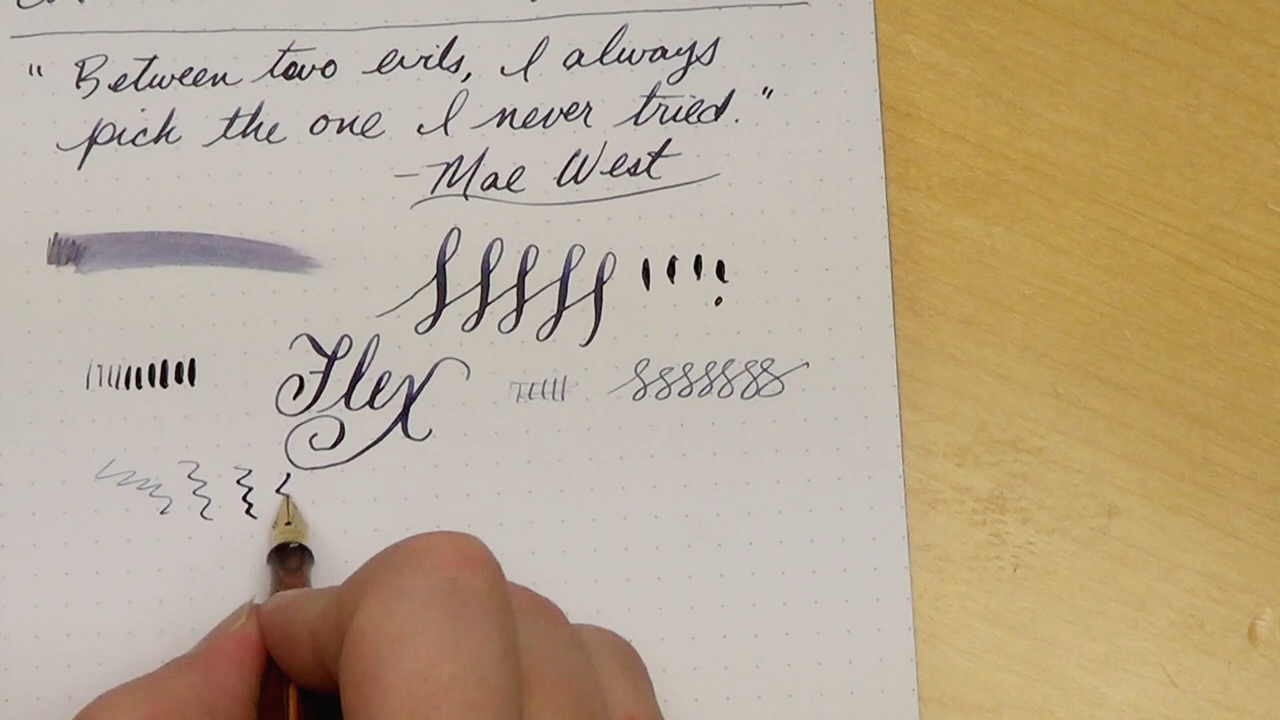 " Between two evils, I always
pick the one I never tried."
-Mae West
Flex